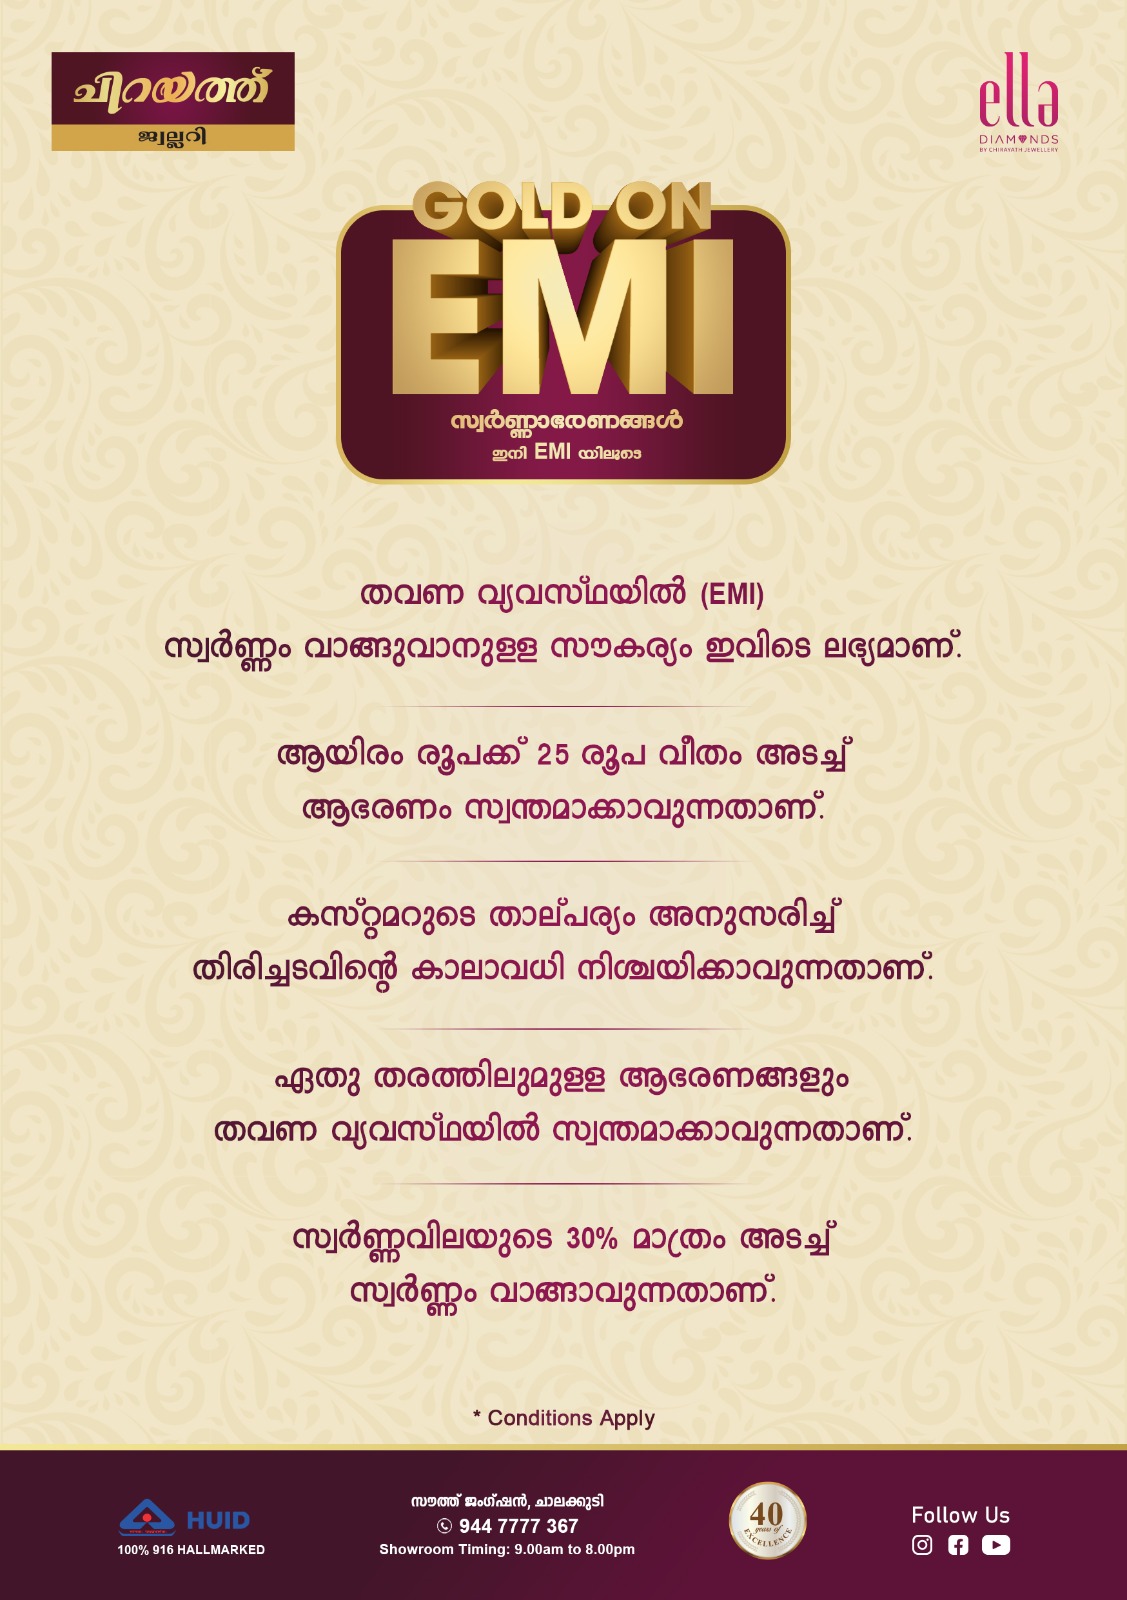 ചിറയത്ത്
ജ്വല്ലറി
ella
DIAMONDS
BY CHIRAYATH JEWELLERY
GOLD ON
EMI
സ്വർണ്ണാഭരണങ്ങൾ
ഇനി EMI യിലൂടെ
തവണ വ്യവസ്ഥയിൽ (EMI)
സ്വർണ്ണം വാങ്ങുവാനുള്ള സൗകര്യം ഇവിടെ ലഭ്യമാണ്.
ആയിരം രൂപക്ക് 25 രൂപ വീതം അടച്ച്
ആഭരണം സ്വന്തമാക്കാവുന്നതാണ്.
കസ്റ്റമറുടെ താല്പര്യം അനുസരിച്ച്
തിരിച്ചടവിന്റെ കാലാവധി നിശ്ചയിക്കാവുന്നതാണ്.
ഏതു തരത്തിലുമുള്ള ആഭരണങ്ങളും
തവണ വ്യവസ്ഥയിൽ സ്വന്തമാക്കാവുന്നതാണ്.
സ്വർണ്ണവിലയുടെ 30% മാത്രം അടച്ച്
സ്വർണ്ണം വാങ്ങാവുന്നതാണ്.
* Conditions Apply
HUID
100% 916 HALLMARKED
സൗത്ത് ജംഗ്ഷൻ, ചാലക്കുടി
944 7777 367
Showroom Timing: 9.00am to 8.00pm
40
years of
EXCELLENCE
Follow Us